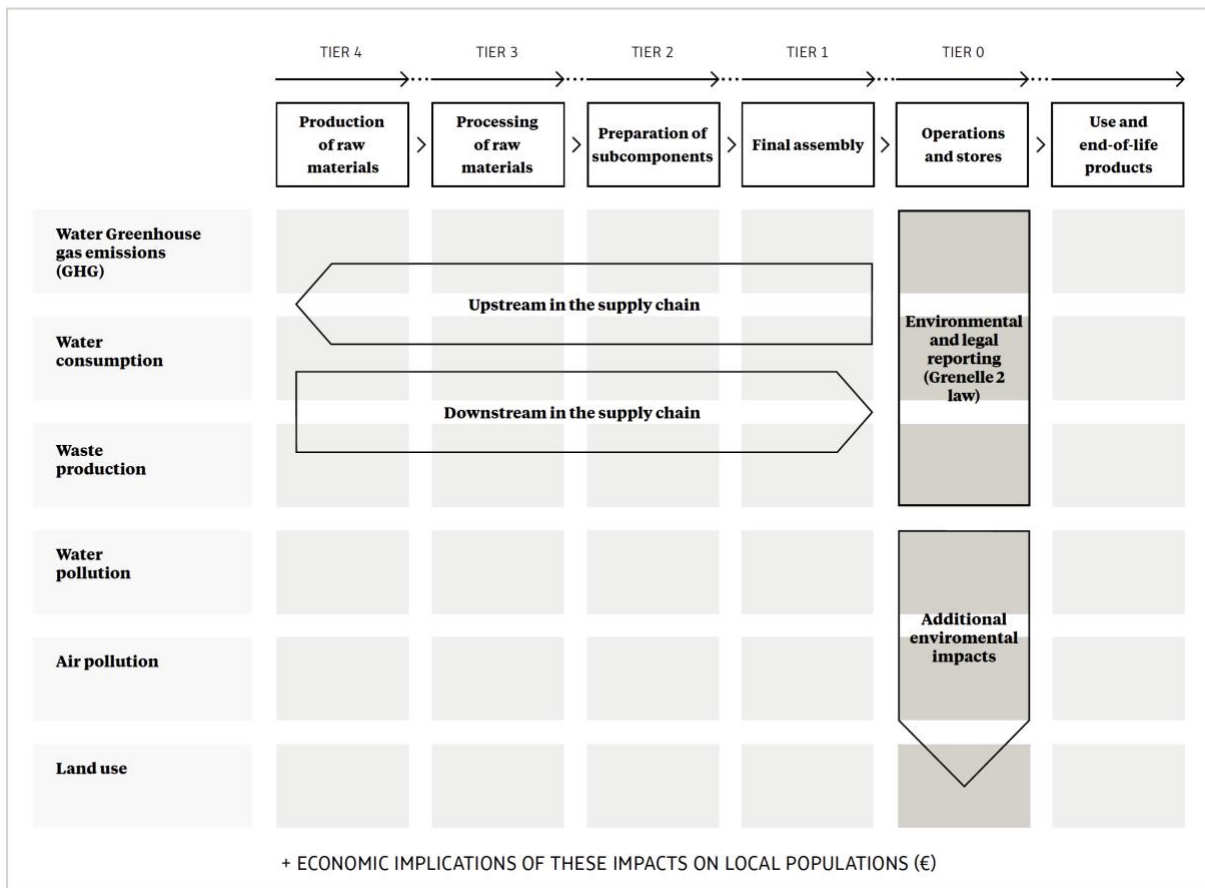 TIER 4
TIER 3
TIER 2
TIER 1
TIER 0
Production
of raw
materials
Processing
of raw
materials
Preparation of
subcomponents
Final assembly
Operations
and stores
Use and
end-of-life
products
Water Greenhouse
gas emissions
(GHG)
Upstream in the supply chain
Water
consumption
Environmental
and legal
reporting
(Grenelle 2
law)
Downstream in the supply chain
Waste
production
Water
pollution
Additional
enviromental
impacts
Air pollution
Land use
+ ECONOMIC IMPLICATIONS OF THESE IMPACTS ON LOCAL POPULATIONS (€)